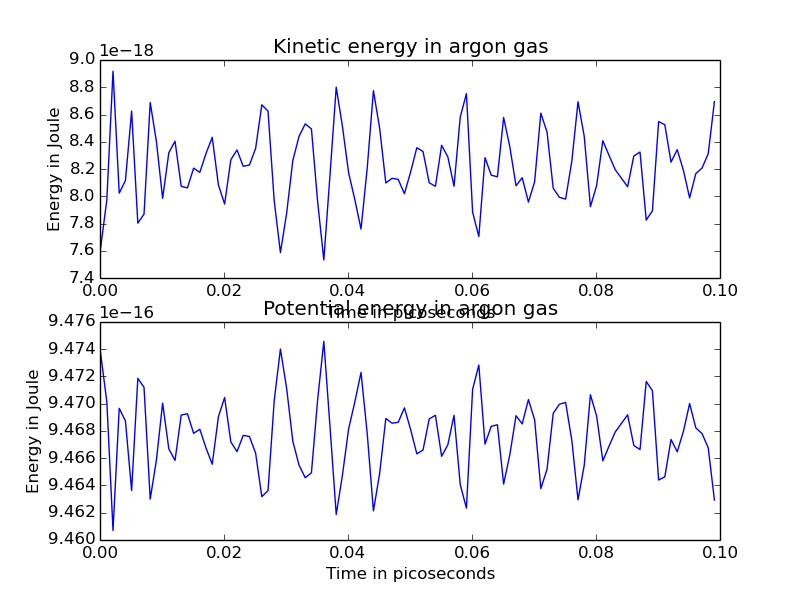 Kinetic energy in argon gas
1e−18
9.0
8.8
8.6
8.4
8.2
8.0
7.8
7.6
7.4
Energy in Joule
0.00 0.02 0.04 0.06 0.08 0.10
Time in picoseconds
Potential energy in argon gas
1e−16
9.476
9.474
9.472
9.470
9.468
9.466
9.464
9.462
9.460
Energy in Joule
0.00 0.02 0.04 0.06 0.08 0.10
Time in picoseconds